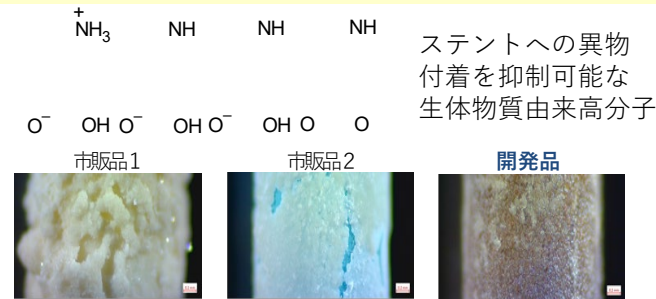 +
NH3 NH NH NH
ステントへの異物
付着を抑制可能な
生体物質由来高分子
O⁻ OH O⁻ OH O⁻ OH O O
市販品1 市販品2 開発品